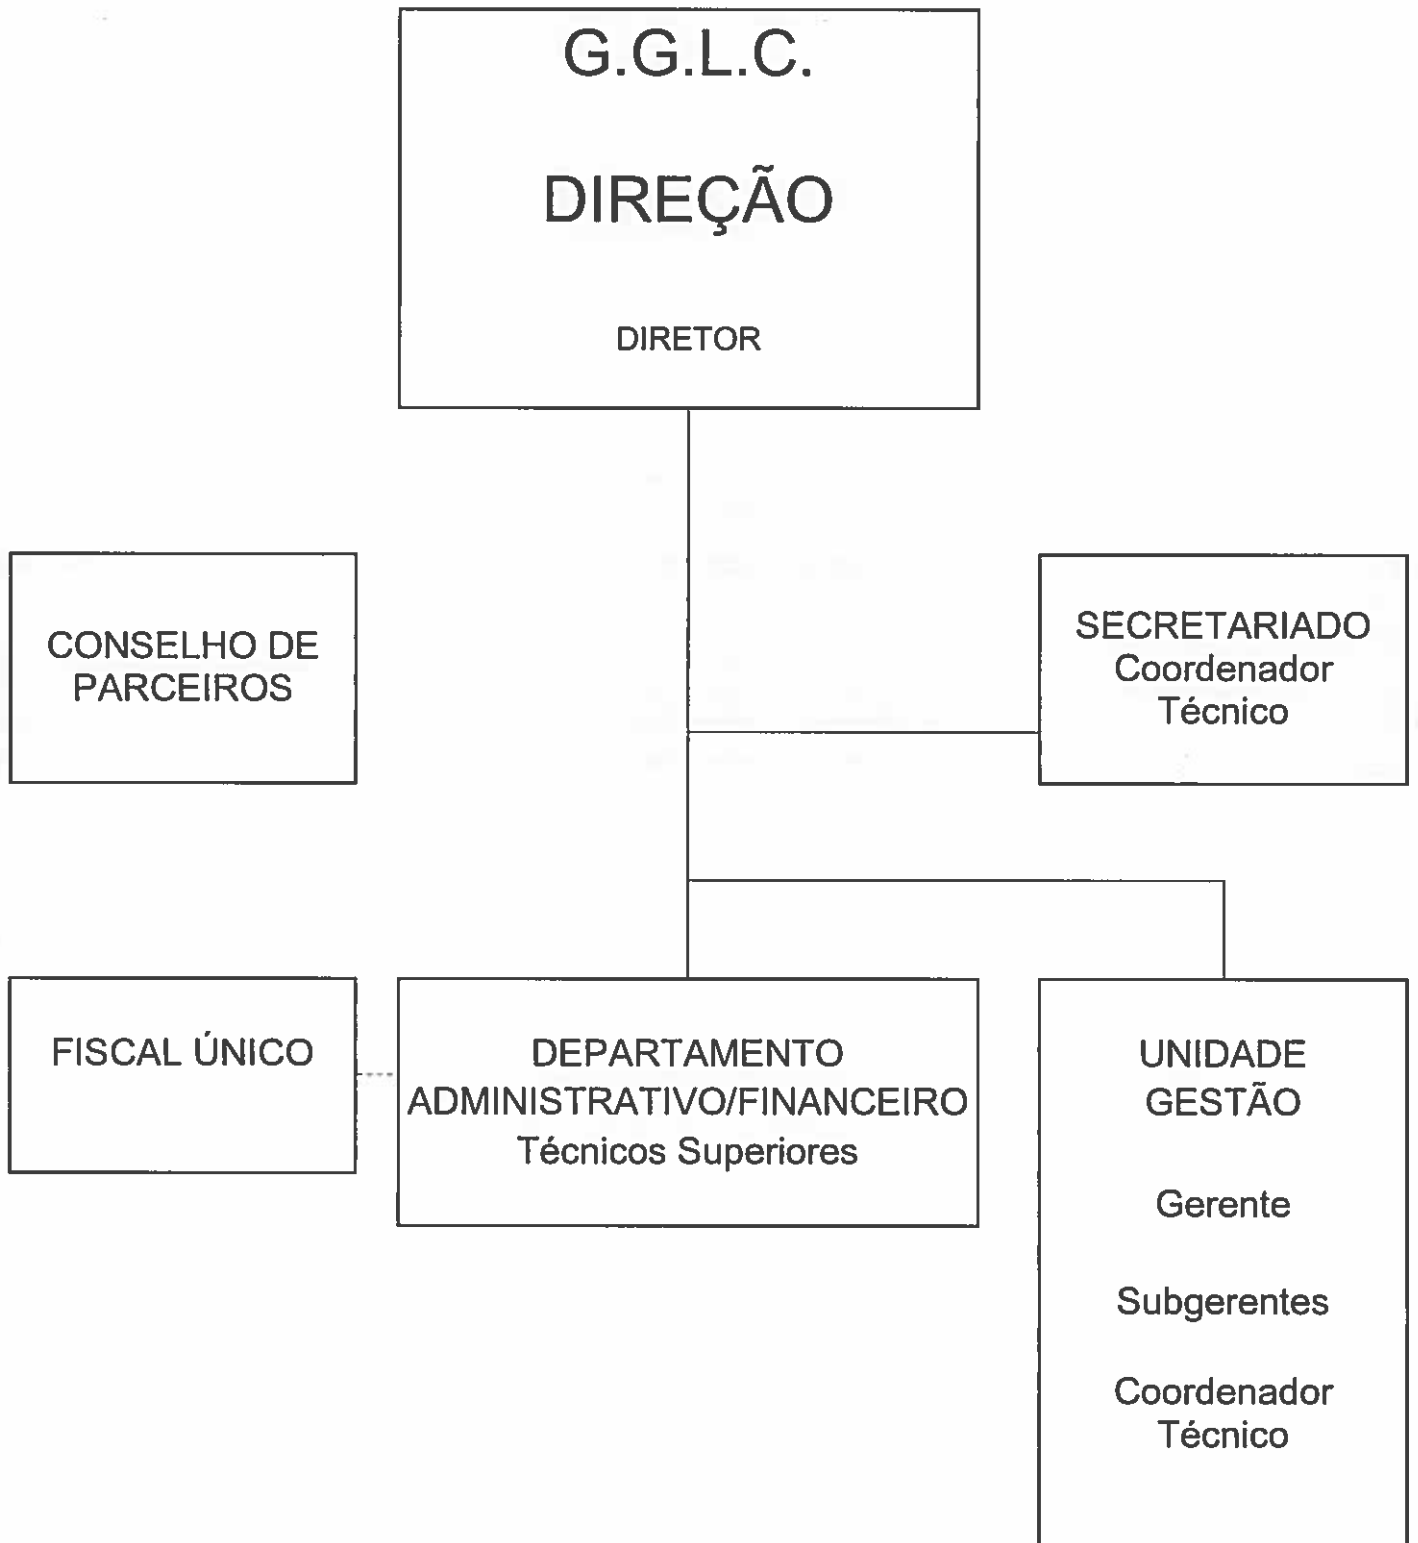 G.G.L.C.
DIREÇÃO
DIRETOR
CONSELHO DE
PARCEIROS
SECRETARIADO
Coordenador
Técnico
FISCAL ÚNICO
DEPARTAMENTO
ADMINISTRATIVO/FINANCEIRO
Técnicos Superiores
UNIDADE
GESTÃO
Gerente
Subgerentes
Coordenador
Técnico